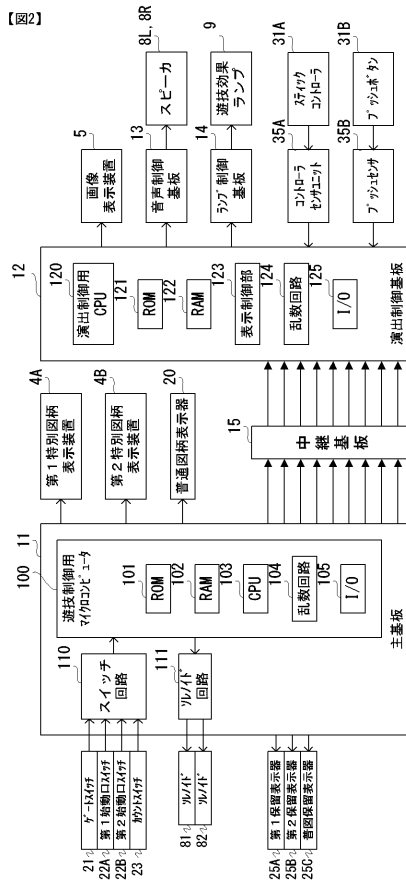 【図2】
8L, 8R
スピーカ
9
遊技効果
ランプ
31A
スティック
コントローラ
31B
プッシュボタン
5
画像
表示装置
13
音声制御
基板
14
ランプ制御
基板
35A
コントローラ
センサユニット
35B
プッシュセンサ
12
120
演出制御用
CPU
121
ROM
122
RAM
123
表示制御部
124
乱数回路
125
I/O
演出制御基板
4A
第1特別図柄
表示装置
4B
第2特別図柄
表示装置
20
普通図柄表示器
15
中継基板
11
100
遊技制御用
マイクロコンピュータ
101
ROM
102
RAM
103
CPU
104
乱数回路
105
I/O
主基板
110
スイッチ
回路
111
ソレノイド
回路
21
ゲートスイッチ
22A
第1始動口スイッチ
22B
第2始動口スイッチ
23
カウントスイッチ
81
ソレノイド
82
ソレノイド
25A
第1保留表示器
25B
第2保留表示器
25C
普図保留表示器